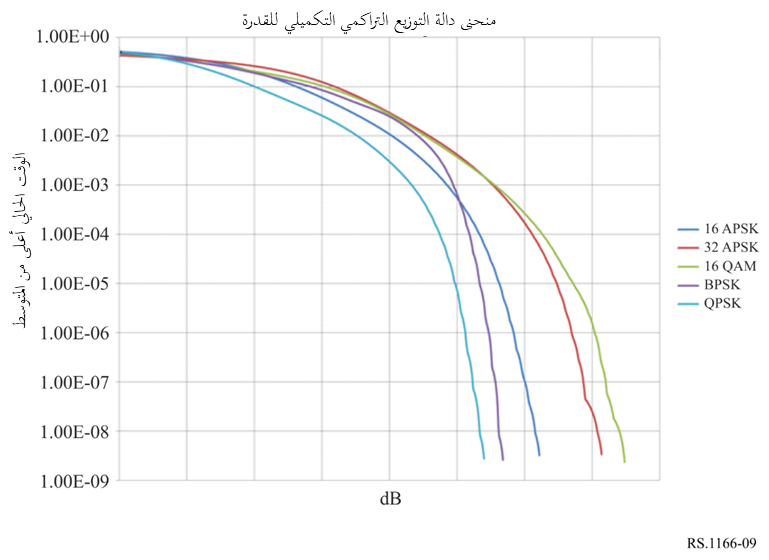 منحنى دالة التوزيع التراكمي التكميلي للقدرة
1.00E+00
1.00E-01
1.00E-02
1.00E-03
1.00E-04
1.00E-05
1.00E-06
1.00E-07
1.00E-08
1.00E-09
الوقت الحالي أعلى من المتوسط
dB
16 APSK
32 APSK
16 QAM
BPSK
QPSK
RS.1166-09